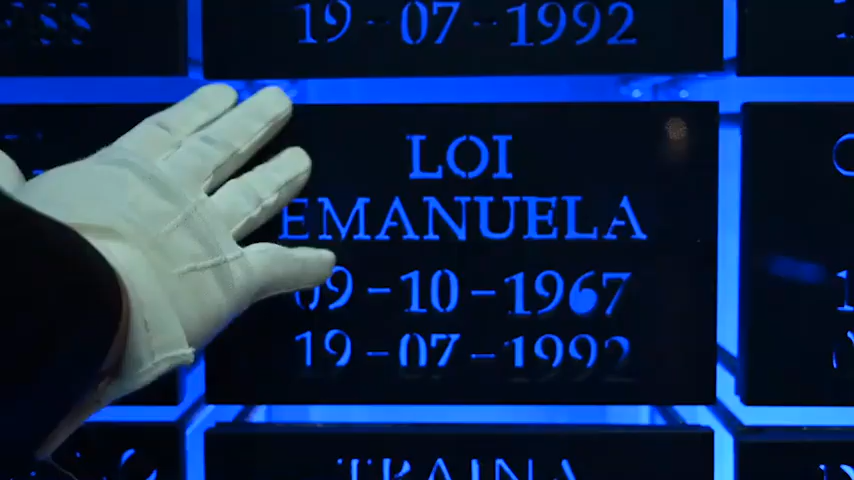 19-07-1992
LOI
EMANUELA
09-10-1967
19-07-1992
TRAINA